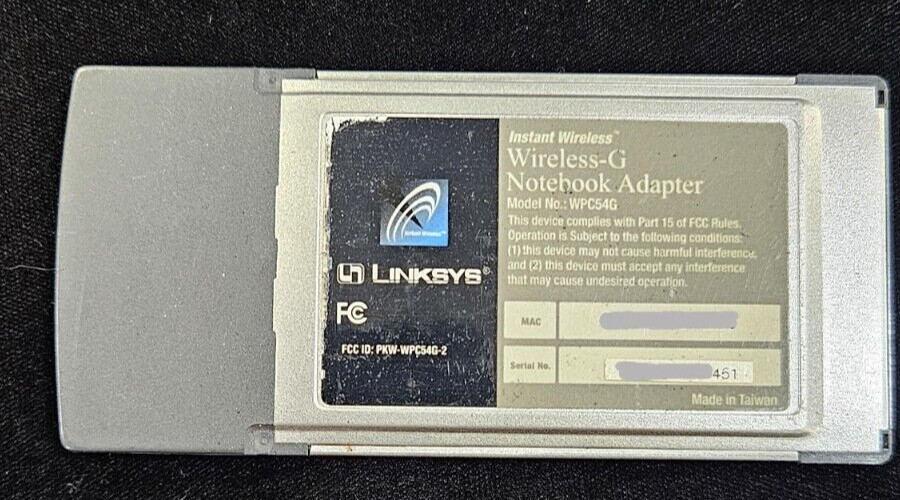 Instant Wireless™
Wireless-G
Notebook Adapter
Model No.: WPC54G
This device complies with Part 15 of FCC Rules.
Operation is Subject to the following conditions:
(1) this device may not cause harmful interference,
and (2) this device must accept any interference
that may cause undesired operation.
Instant Wireless™
LINKSYS®
FC
FCC ID: PKW-WPC54G-2
MAC
Serial No.
451
Made in Taiwan